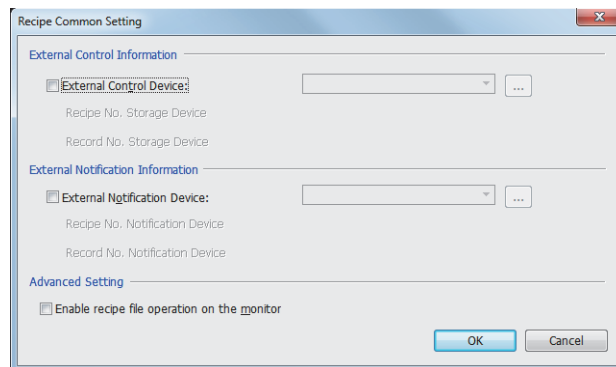 Recipe Common Setting
External Control Information
External Control Device:
...
Recipe No. Storage Device
Record No. Storage Device
External Notification Information
External Notification Device:
...
Recipe No. Notification Device
Record No. Notification Device
Advanced Setting
Enable recipe file operation on the monitor
OK Cancel